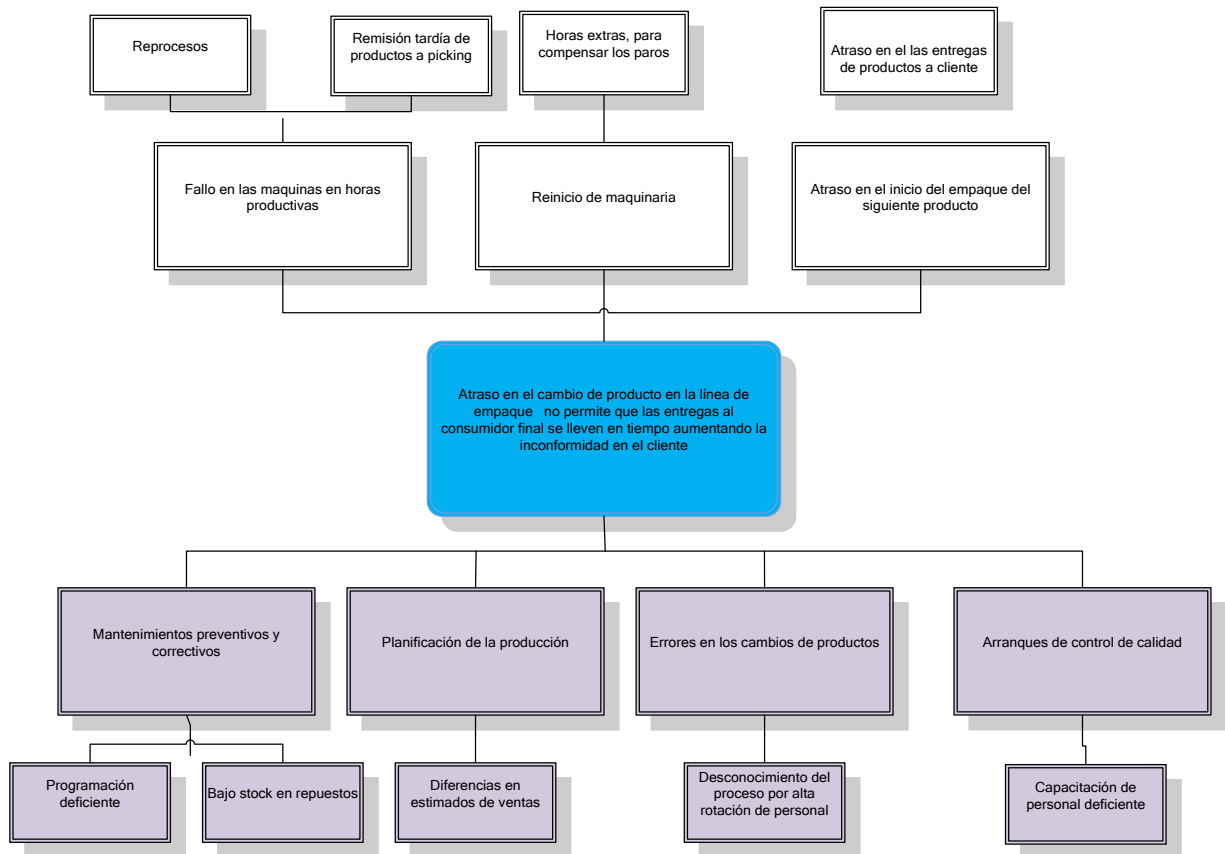 Reprocesos
Remisión tardía de
productos a picking
Horas extras, para
compensar los paros
Atraso en el las entregas
de productos a cliente
Fallo en las maquinas en horas
productivas
Reinicio de maquinaria
Atraso en el inicio del empaque del
siguiente producto
Atraso en el cambio de producto en la línea de
empaque no permite que las entregas al
consumidor final se lleven en tiempo aumentando la
inconformidad en el cliente
Mantenimientos preventivos y
correctivos
Planificación de la producción
Errores en los cambios de productos
Arranques de control de calidad
Programación
deficiente
Bajo stock en repuestos
Diferencias en
estimados de ventas
Desconocimiento del
proceso por alta
rotación de personal
Capacitación de
personal deficiente